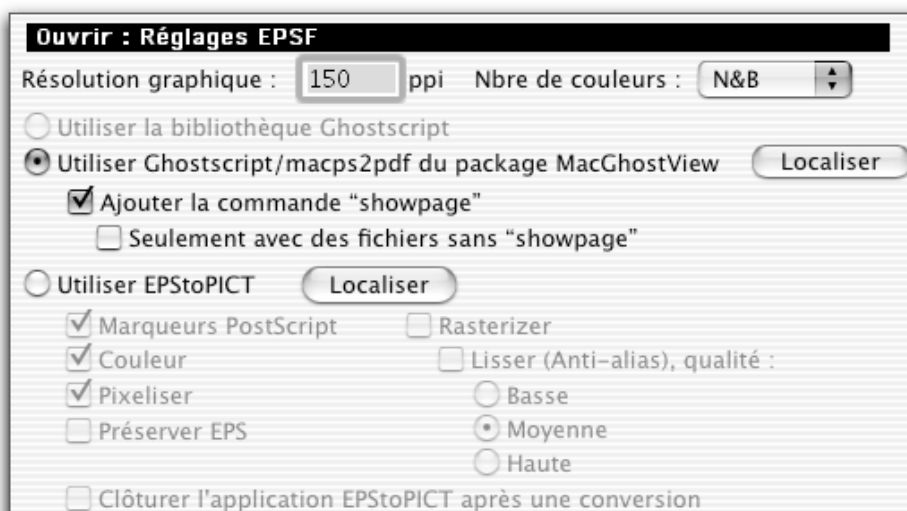 Ouvrir : Réglages EPSF
Résolution graphique : 150 ppi Nbre de couleurs : N&B
Utiliser la bibliothèque Ghostscript
Utiliser Ghostscript/macps2pdf du package MacGhostView Localiser
Ajouter la commande “showpage”
Seulement avec des fichiers sans “showpage”
Utiliser EPStoPICT Localiser
Marqueurs PostScript Rasterizer
Couleur Lisser (Anti-alias), qualité :
Pixeliser Basse
Préserver EPS Moyenne
Haute
Clôturer l'application EPStoPICT après une conversion